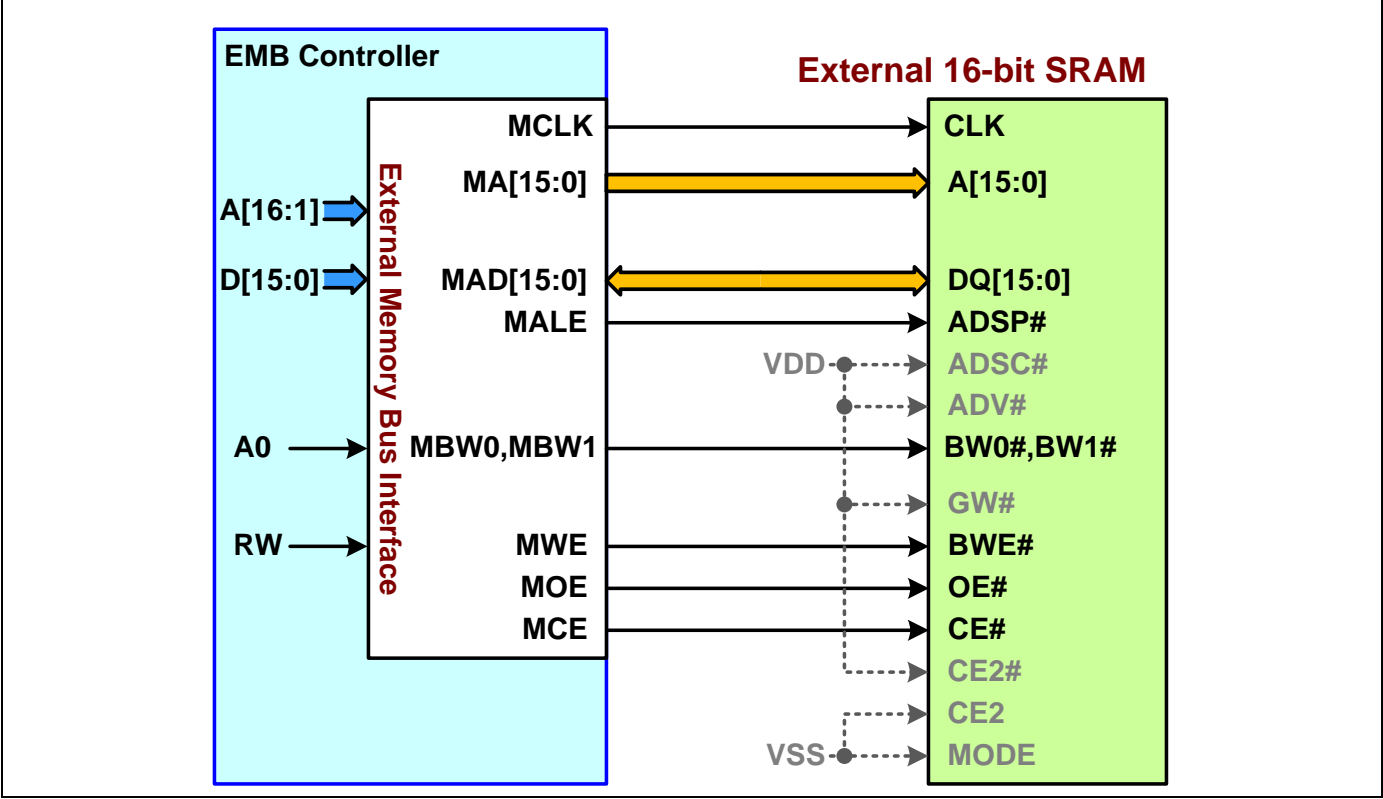 EMB Controller
External 16-bit SRAM
MCLK
CLK
MA[15:0]
A[15:0]
A[16:1]
D[15:0]
External Memory Bus Interface
MAD[15:0]
DQ[15:0]
MALE
ADSP#
VDD
ADSC#
ADV#
A0
MBW0,MBW1
BW0#,BW1#
GW#
RW
MWE
BWE#
MOE
OE#
MCE
CE#
CE2#
CE2
VSS
MODE